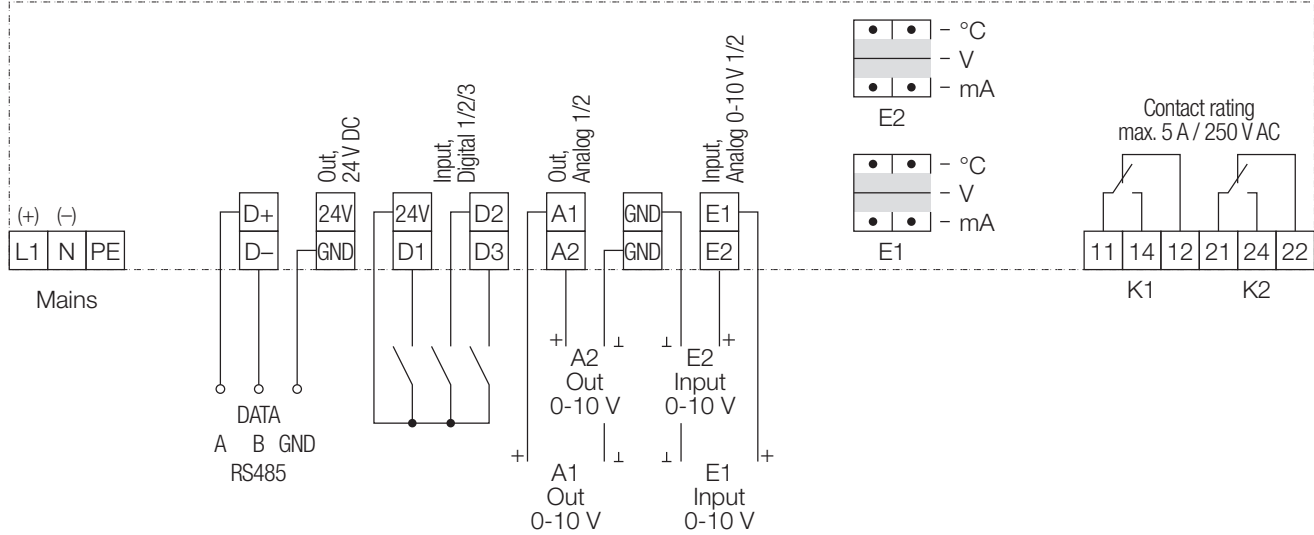 – °C
– V
– mA
E2
– °C
– V
– mA
E1
Contact rating
max. 5 A / 250 V AC
Out,
24 V DC
Input,
Digital 1/2/3
Out,
Analog 1/2
Input,
Analog 0-10 V 1/2
(+) (–)
L1 N PE
Mains
D+
D–
24V
GND
24V
D1
D2
D3
A1
A2
GND
GND
E1
E2
11 14 12 21 24 22
K1 K2
+ A2 ⊥
Out
0-10 V
⊥ E2 +
Input
0-10 V
DATA
A B GND
RS485
+ A1 ⊥
Out
0-10 V
⊥ E1 +
Input
0-10 V